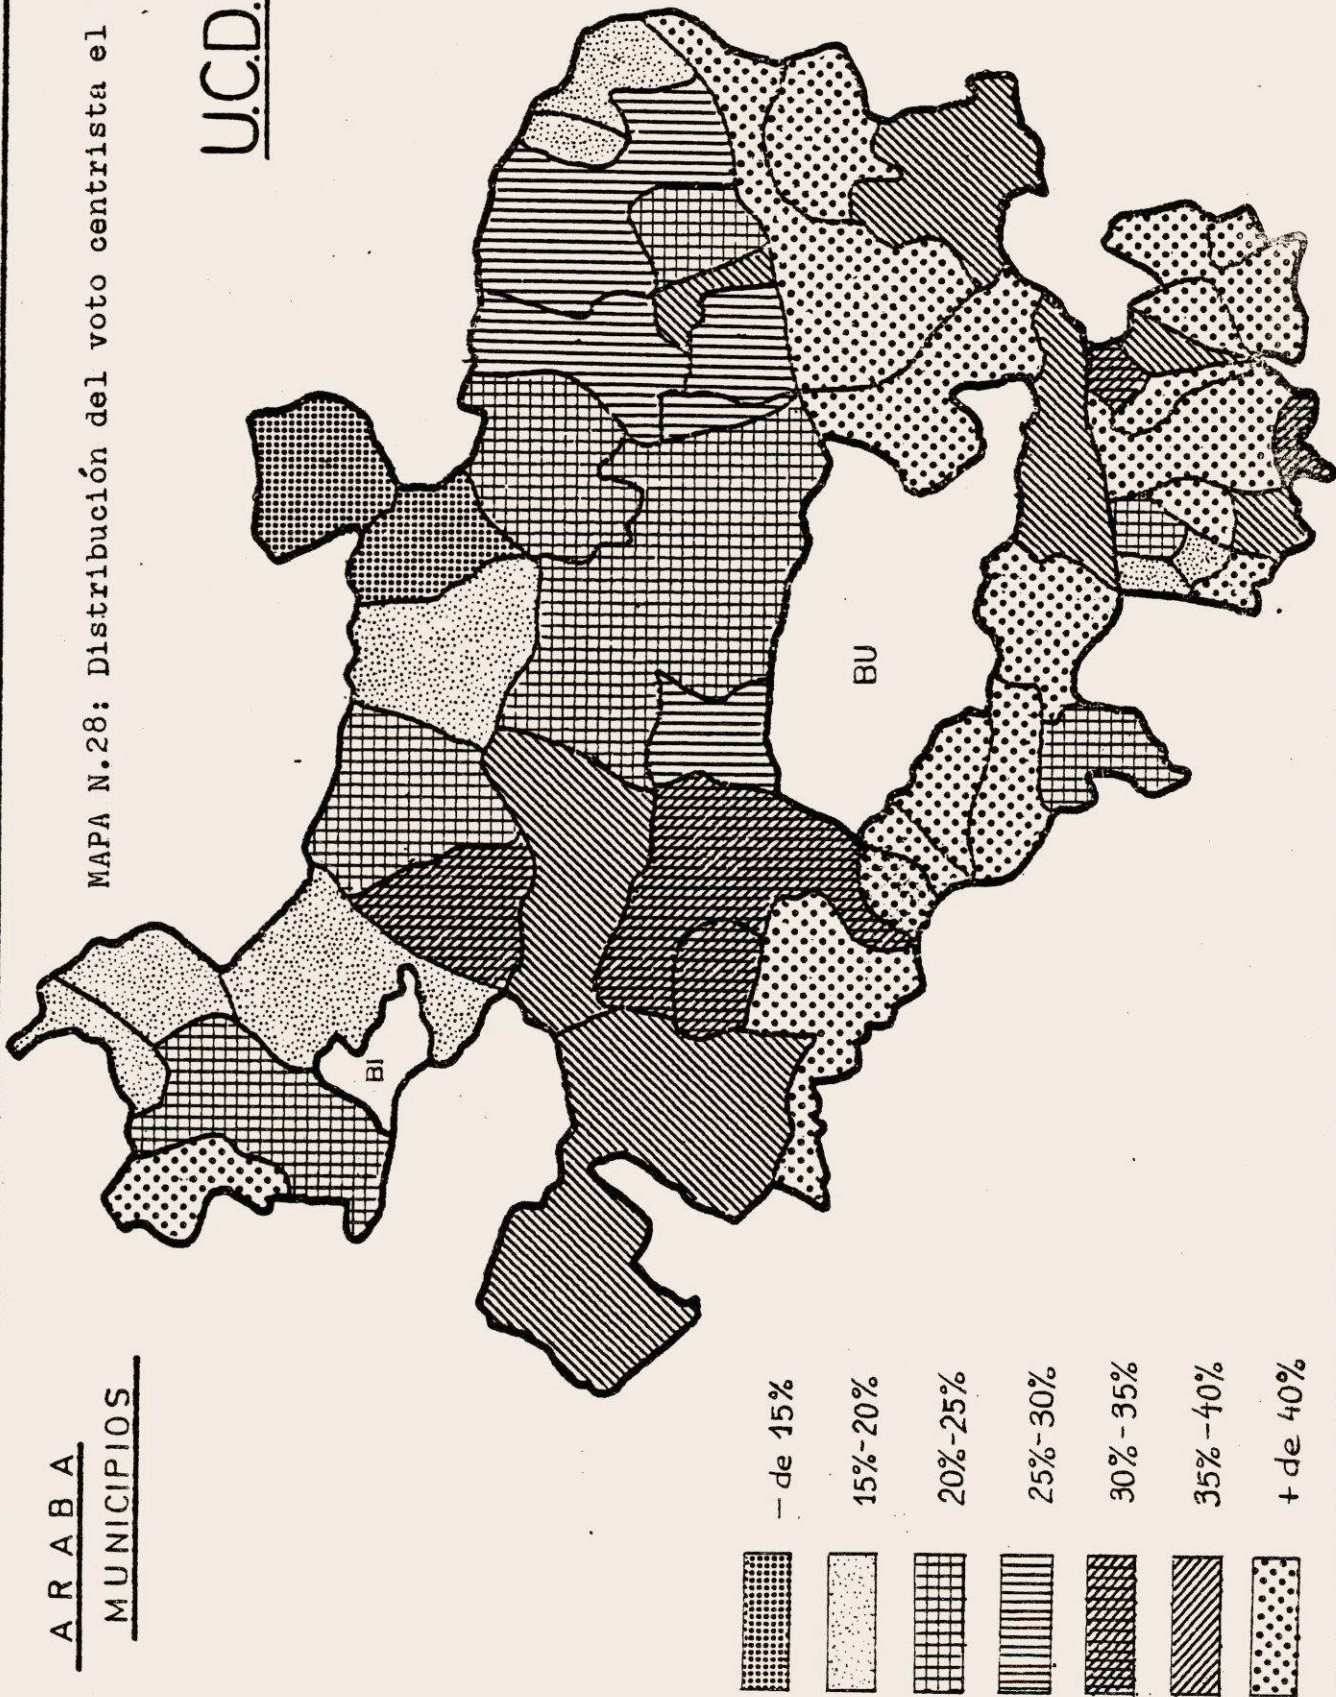 ARABA
MUNICIPIOS
MAPA N.28: Distribución del voto centrista el
U.C.D.
BI
BU
- de 15%
15%-20%
20%-25%
25%-30%
30%-35%
35%-40%
+ de 40%